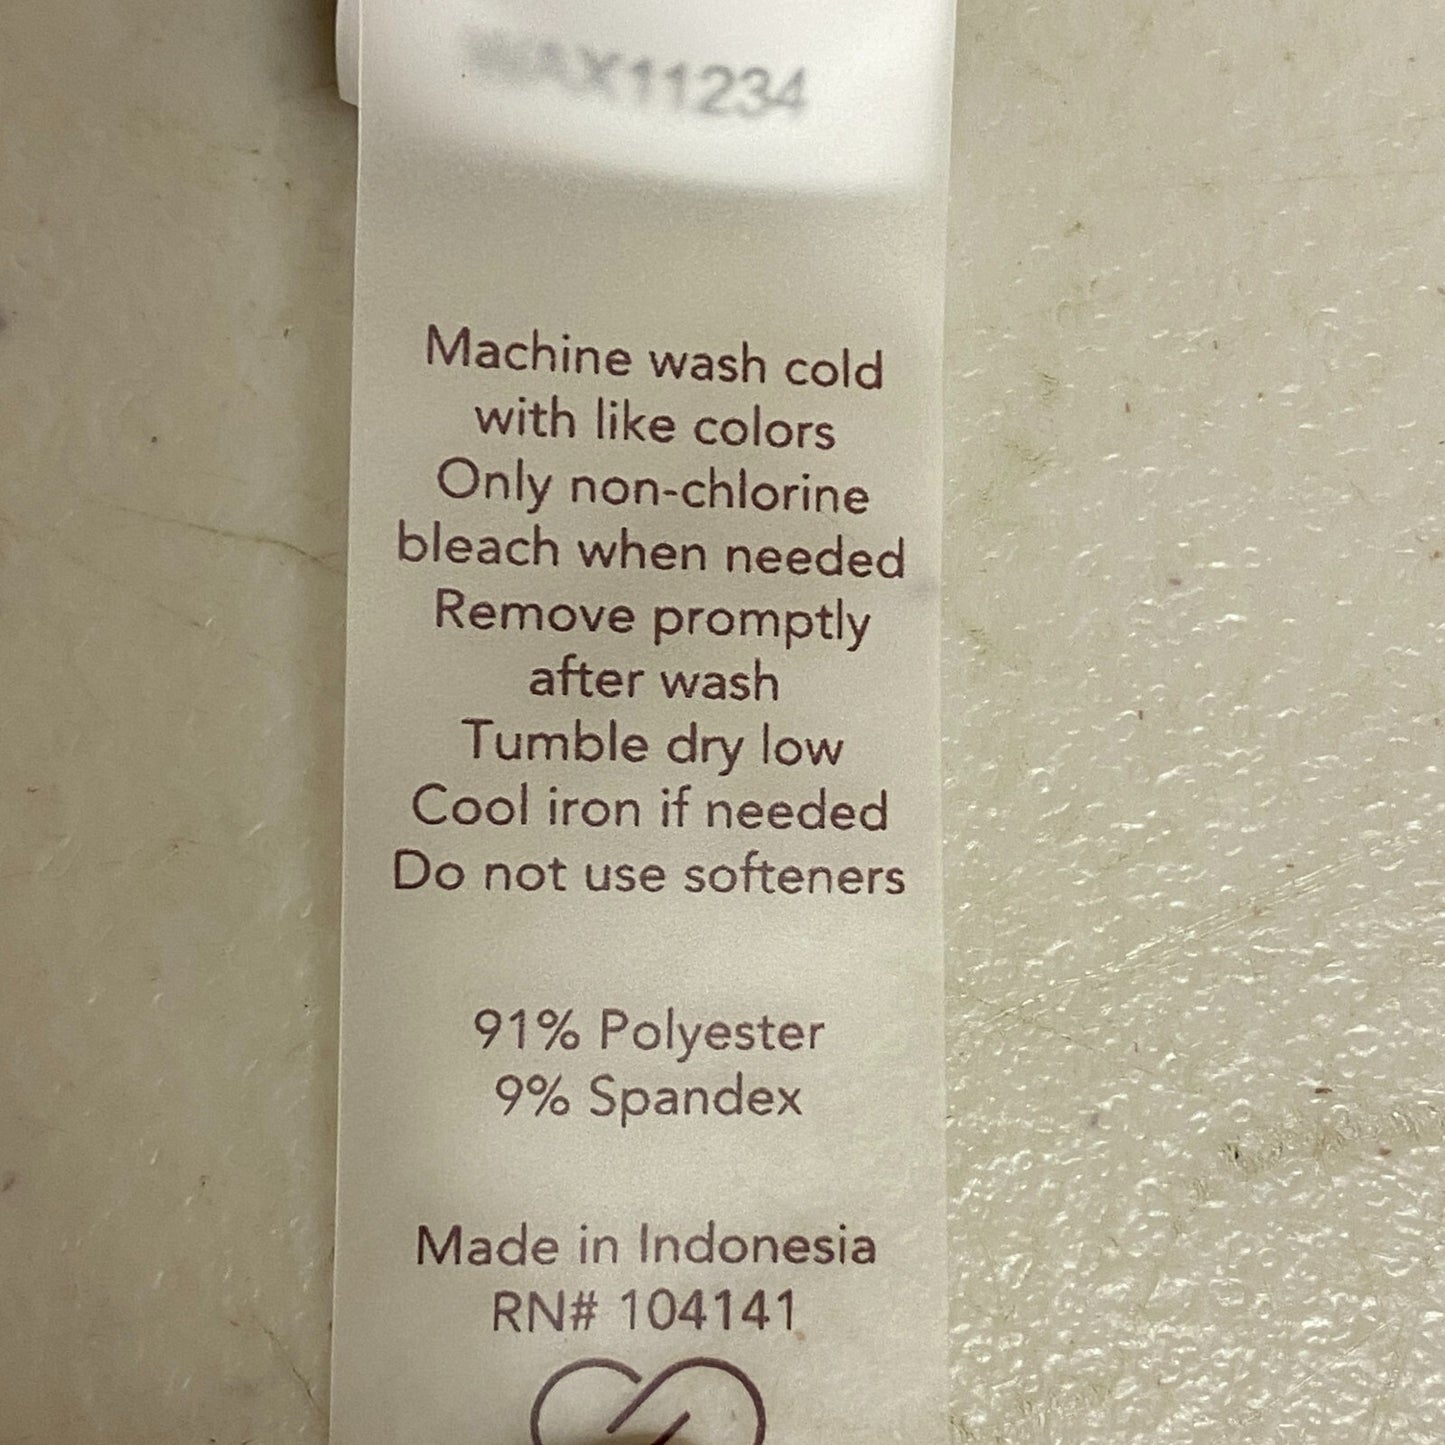 WAX11234
Machine wash cold
with like colors
Only non-chlorine
bleach when needed
Remove promptly
after wash
Tumble dry low
Cool iron if needed
Do not use softeners
91% Polyester
9% Spandex
Made in Indonesia
RN# 104141